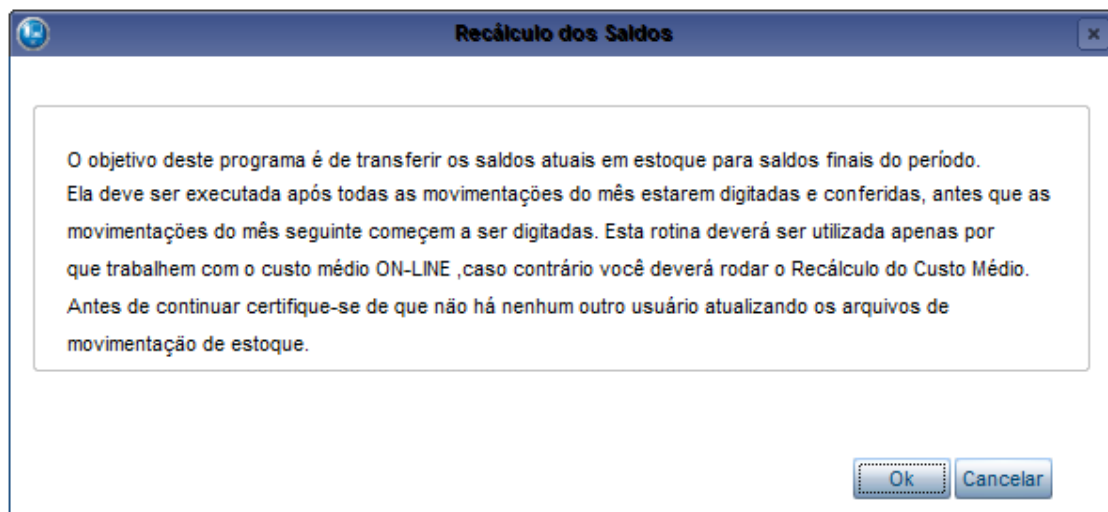 Recálculo dos Saldos
O objetivo deste programa é de transferir os saldos atuais em estoque para saldos finais do período.
Ela deve ser executada após todas as movimentações do mês estarem digitadas e conferidas, antes que as
movimentações do mês seguinte começem a ser digitadas. Esta rotina deverá ser utilizada apenas por
que trabalhem com o custo médio ON-LINE ,caso contrário você deverá rodar o Recálculo do Custo Médio.
Antes de continuar certifique-se de que não há nenhum outro usuário atualizando os arquivos de
movimentação de estoque.
Ok Cancelar